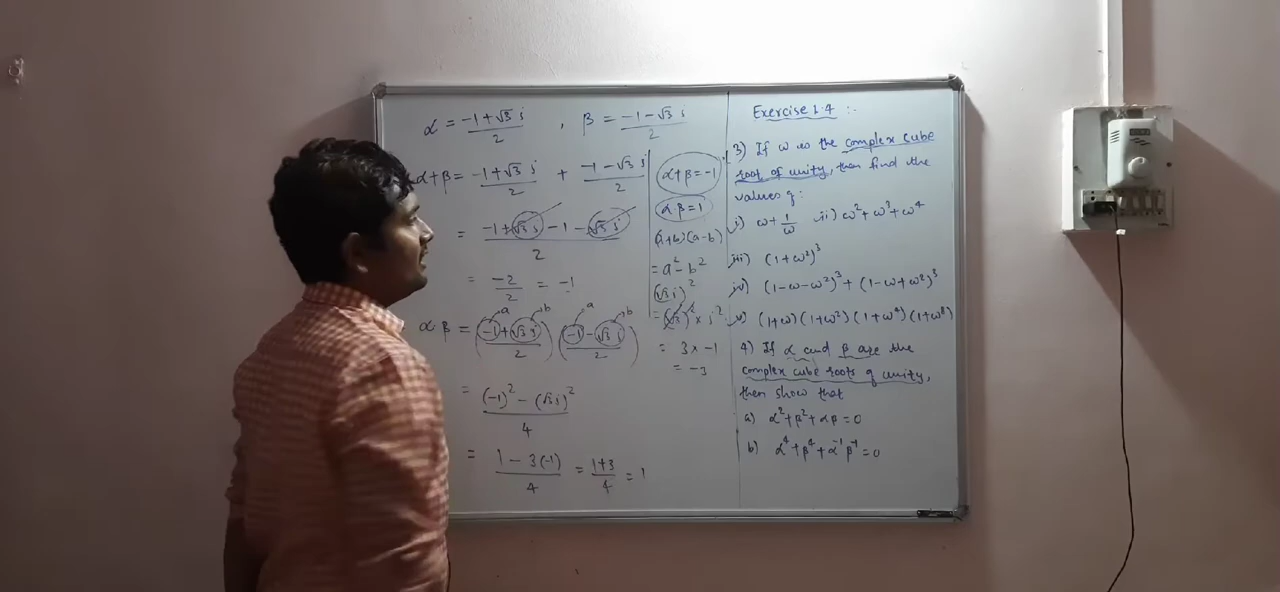 α = (-1+√3 i)/2 , β = (-1-√3 i)/2
α+β = (-1+√3 i)/2 + (-1-√3 i)/2
= (-1+√3 i -1 -√3 i)/2
= -2/2 = -1
a b a b
αβ = ((-1+√3 i)/2) ((-1-√3 i)/2)
= ((-1)² - (√3 i)²)/4
= (1 - 3(-1))/4 = (1+3)/4 = 1
α+β = -1
αβ = 1
(a+b)(a-b)
= a² - b²
(√3 i)²
= (√3)² × i²
= 3 × -1
= -3
Exercise 1.4 :-
3) If ω is the complex cube
root of unity, then find the
values of:
i) ω + 1/ω ii) ω² + ω³ + ω⁴
iii) (1+ω²)³
iv) (1-ω-ω²)³ + (1-ω+ω²)³
v) (1+ω)(1+ω²)(1+ω⁴)(1+ω⁸)
4) If α and β are the
complex cube roots of unity,
then show that
a) α²+β²+αβ=0
b) α⁴+β⁴+α⁻¹β⁻¹=0